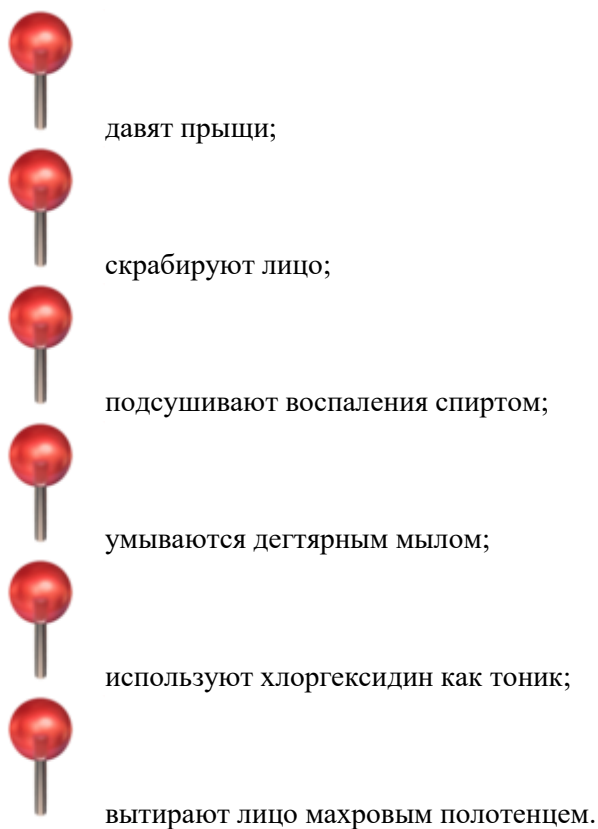 давят прыщи;
скрабируют лицо;
подсушивают воспаления спиртом;
умываются дегтярным мылом;
используют хлоргексидин как тоник;
вытирают лицо махровым полотенцем.